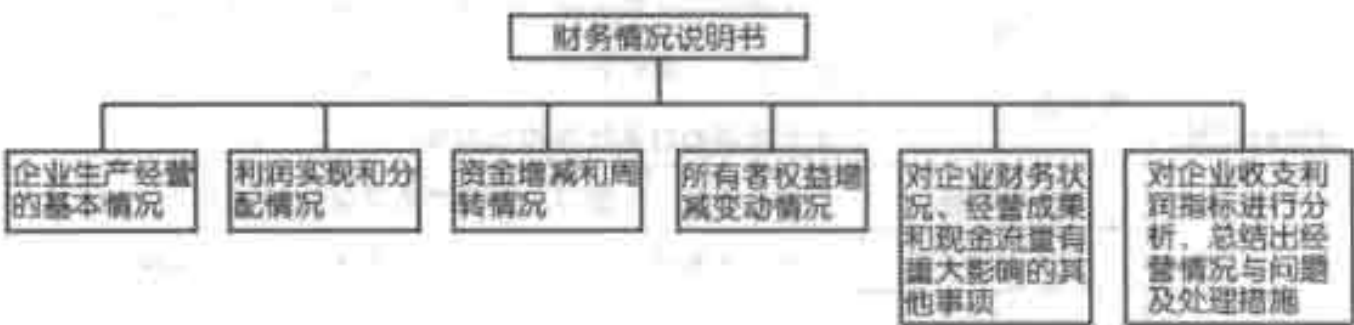 财务情况说明书
企业生产经营
的基本情况
利润实现和分
配情况
资金增减和周
转情况
所有者权益增
减变动情况
对企业财务状
况、经营成果
和现金流量有
重大影响的其
他事项
对企业收支利
润指标进行分
析、总结出经
营情况与问题
及处理措施